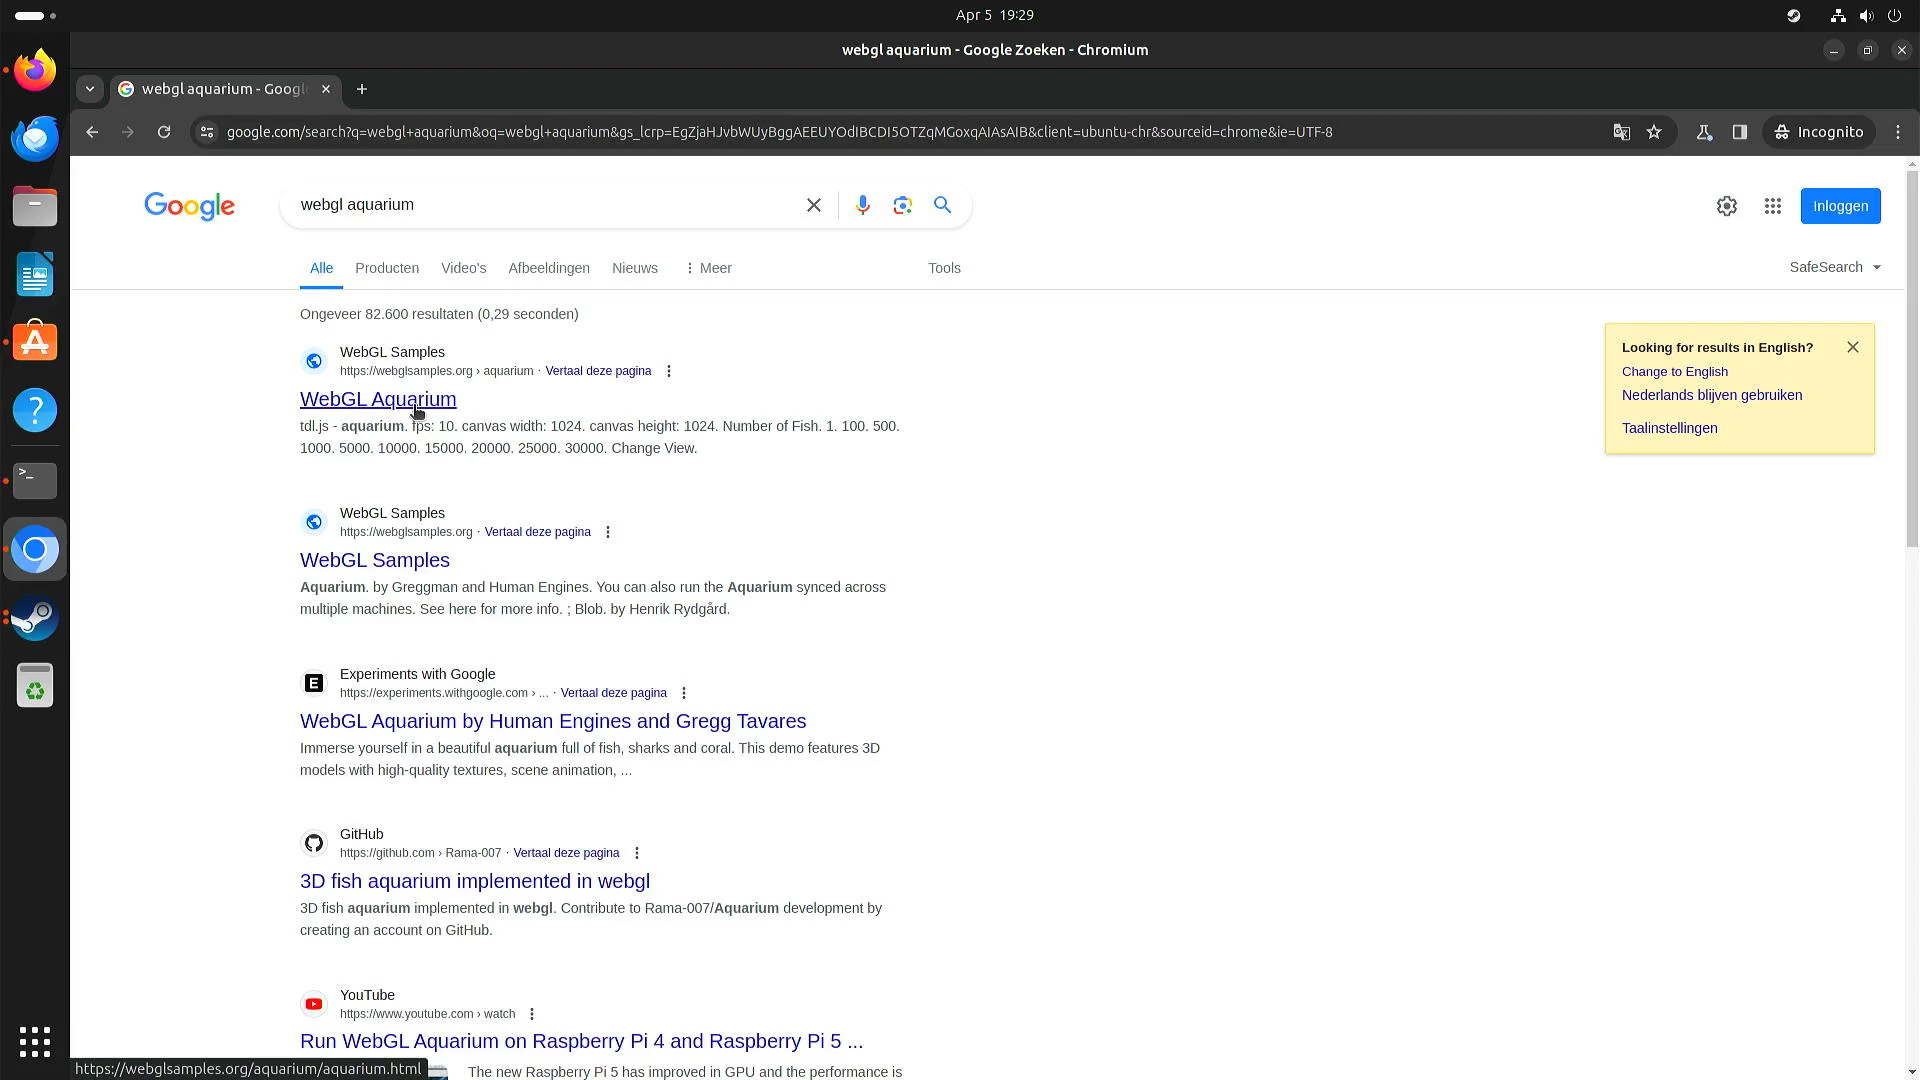 Apr 5 19:29
webgl aquarium - Google Zoeken - Chromium
webgl aquarium - Googl
google.com/search?q=webgl+aquarium&oq=webgl+aquarium&gs_lcrp=EgZjaHJvbWUyBggAEEUYOdIBCDI5OTZqMGoxqAIAsAIB&client=ubuntu-chr&sourceid=chrome&ie=UTF-8
Incognito
Google
webgl aquarium
Inloggen
Alle Producten Video's Afbeeldingen Nieuws Meer Tools
SafeSearch
Ongeveer 82.600 resultaten (0,29 seconden)
WebGL Samples
https://webglsamples.org › aquarium · Vertaal deze pagina
WebGL Aquarium
tdl.js - aquarium. fps: 10. canvas width: 1024. canvas height: 1024. Number of Fish. 1. 100. 500.
1000. 5000. 10000. 15000. 20000. 25000. 30000. Change View.
Looking for results in English?
Change to English
Nederlands blijven gebruiken
Taalinstellingen
WebGL Samples
https://webglsamples.org · Vertaal deze pagina
WebGL Samples
Aquarium. by Greggman and Human Engines. You can also run the Aquarium synced across
multiple machines. See here for more info. ; Blob. by Henrik Rydgård.
Experiments with Google
https://experiments.withgoogle.com › ... · Vertaal deze pagina
WebGL Aquarium by Human Engines and Gregg Tavares
Immerse yourself in a beautiful aquarium full of fish, sharks and coral. This demo features 3D
models with high-quality textures, scene animation, ...
GitHub
https://github.com › Rama-007 · Vertaal deze pagina
3D fish aquarium implemented in webgl
3D fish aquarium implemented in webgl. Contribute to Rama-007/Aquarium development by
creating an account on GitHub.
YouTube
https://www.youtube.com › watch
Run WebGL Aquarium on Raspberry Pi 4 and Raspberry Pi 5 ...
The new Raspberry Pi 5 has improved in GPU and the performance is
https://webglsamples.org/aquarium/aquarium.html